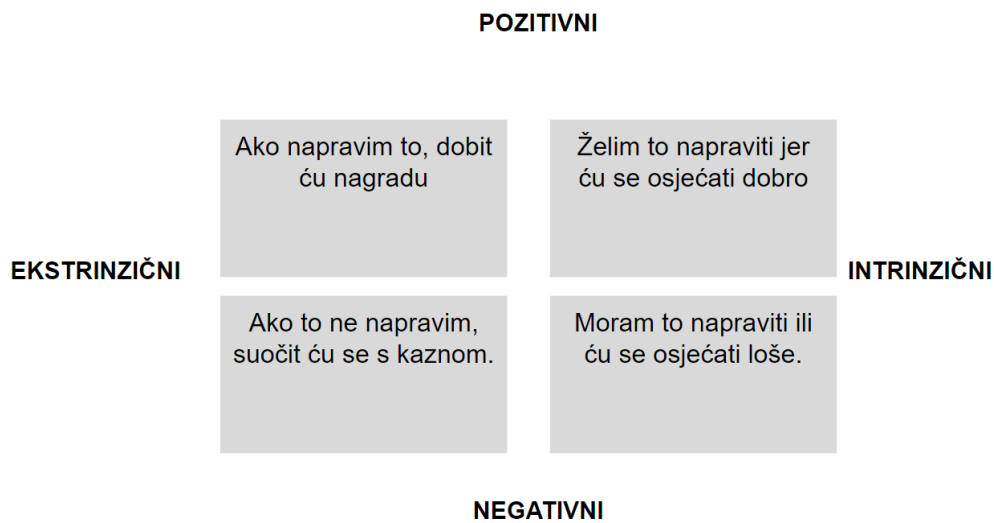 POZITIVNI
Ako napravim to, dobit
ću nagradu
Želim to napraviti jer
ću se osjećati dobro
EKSTRINZIČNI
INTRINZIČNI
Ako to ne napravim,
suočit ću se s kaznom.
Moram to napraviti ili
ću se osjećati loše.
NEGATIVNI